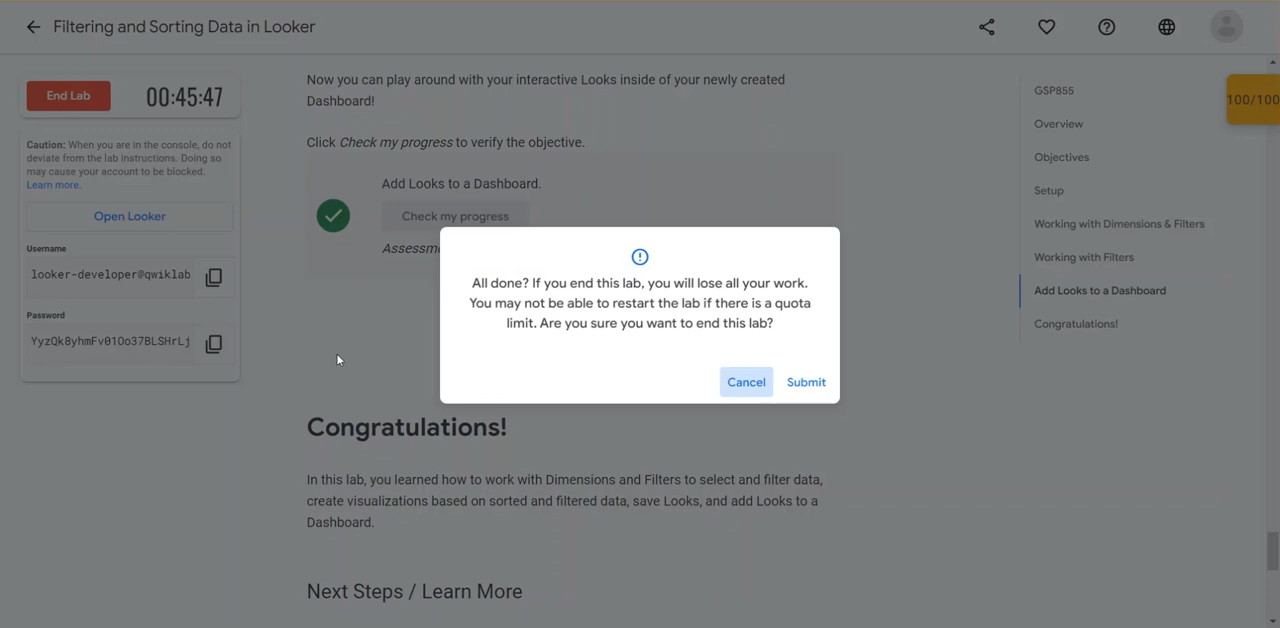 Filtering and Sorting Data in Looker
End Lab
00:45:47
Caution: When you are in the console, do not
deviate from the lab instructions. Doing so
may cause your account to be blocked.
Learn more.
Open Looker
Username
looker-developer@qwiklab
Password
YyzQk8yhmFv01Oo37BLSHrLj
Now you can play around with your interactive Looks inside of your newly created
Dashboard!
Click Check my progress to verify the objective.
Add Looks to a Dashboard.
Check my progress
Assessm
All done? If you end this lab, you will lose all your work.
You may not be able to restart the lab if there is a quota
limit. Are you sure you want to end this lab?
Cancel
Submit
Congratulations!
In this lab, you learned how to work with Dimensions and Filters to select and filter data,
create visualizations based on sorted and filtered data, save Looks, and add Looks to a
Dashboard.
Next Steps / Learn More
GSP855
Overview
Objectives
Setup
Working with Dimensions & Filters
Working with Filters
Add Looks to a Dashboard
Congratulations!
100/100